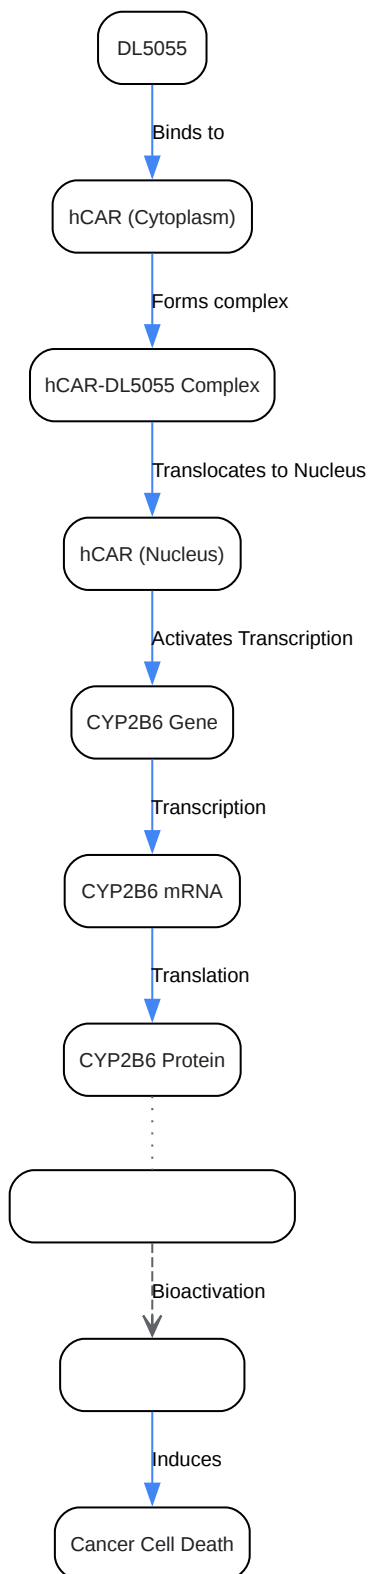 DL5055
Binds to
hCAR (Cytoplasm)
Forms complex
hCAR-DL5055 Complex
Translocates to Nucleus
hCAR (Nucleus)
Activates Transcription
CYP2B6 Gene
Transcription
CYP2B6 mRNA
Translation
CYP2B6 Protein
Bioactivation
Induces
Cancer Cell Death